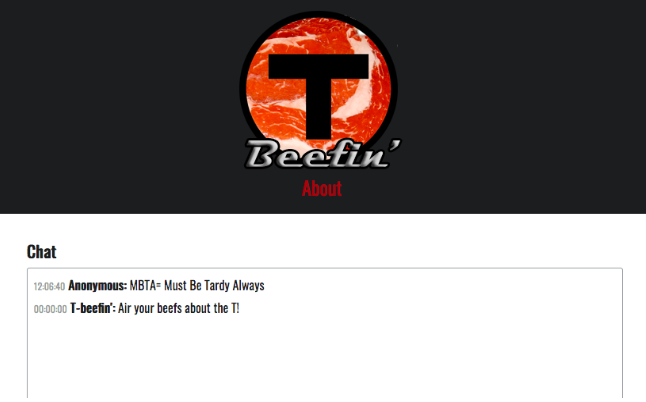 T
Beefin'
About
Chat
12:06:40 Anonymous: MBTA= Must Be Tardy Always
00:00:00 T-beefin': Air your beefs about the T!